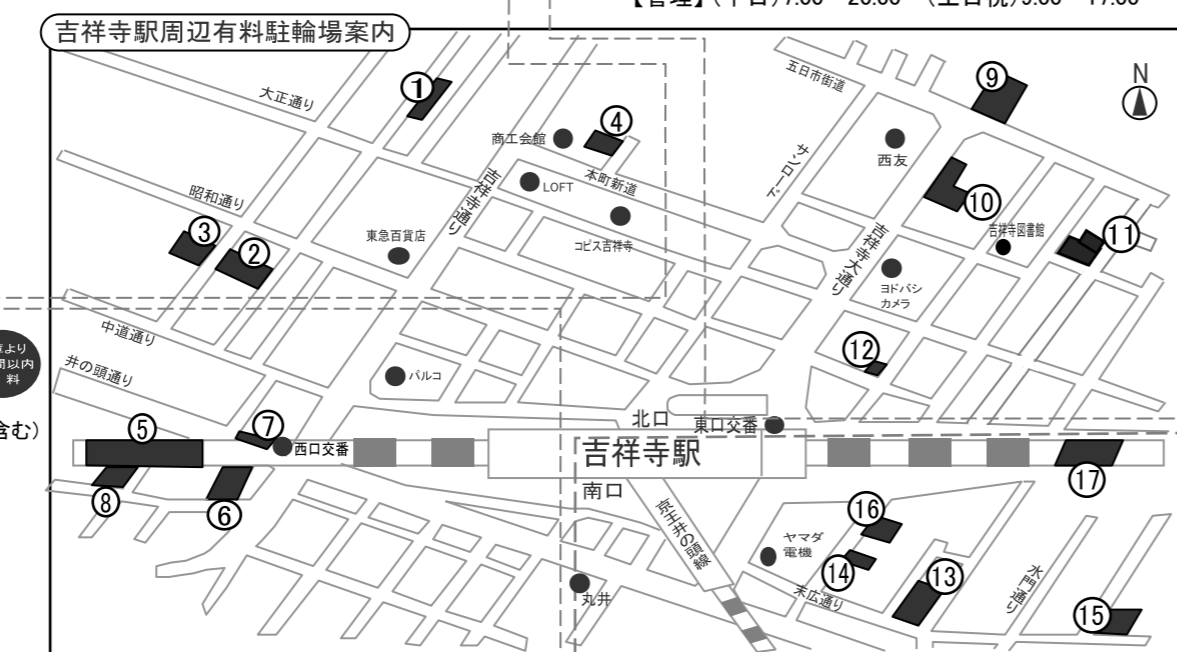 【管理】(平日)7:00~20:00 (土日祝)9:00~17:00
吉祥寺駅周辺有料駐輪場案内
N
大正通り
①
商工会館
④
五日市街道
⑨
西友
サンロード
LOFT
本町新道
吉祥寺通り
昭和通り
③
②
東急百貨店
コピス吉祥寺
⑩
吉祥寺図書館
⑪
吉祥寺大通り
ヨドバシ
カメラ
⑫
中道通り
井の頭通り
パルコ
より
以内
料
含む)
⑤
⑦
西口交番
北口
東口交番
吉祥寺駅
南口
⑰
⑧
⑥
京王井の頭線
⑯
ヤマダ
電機
⑭
⑬
末広通り
水門通り
⑮
丸井